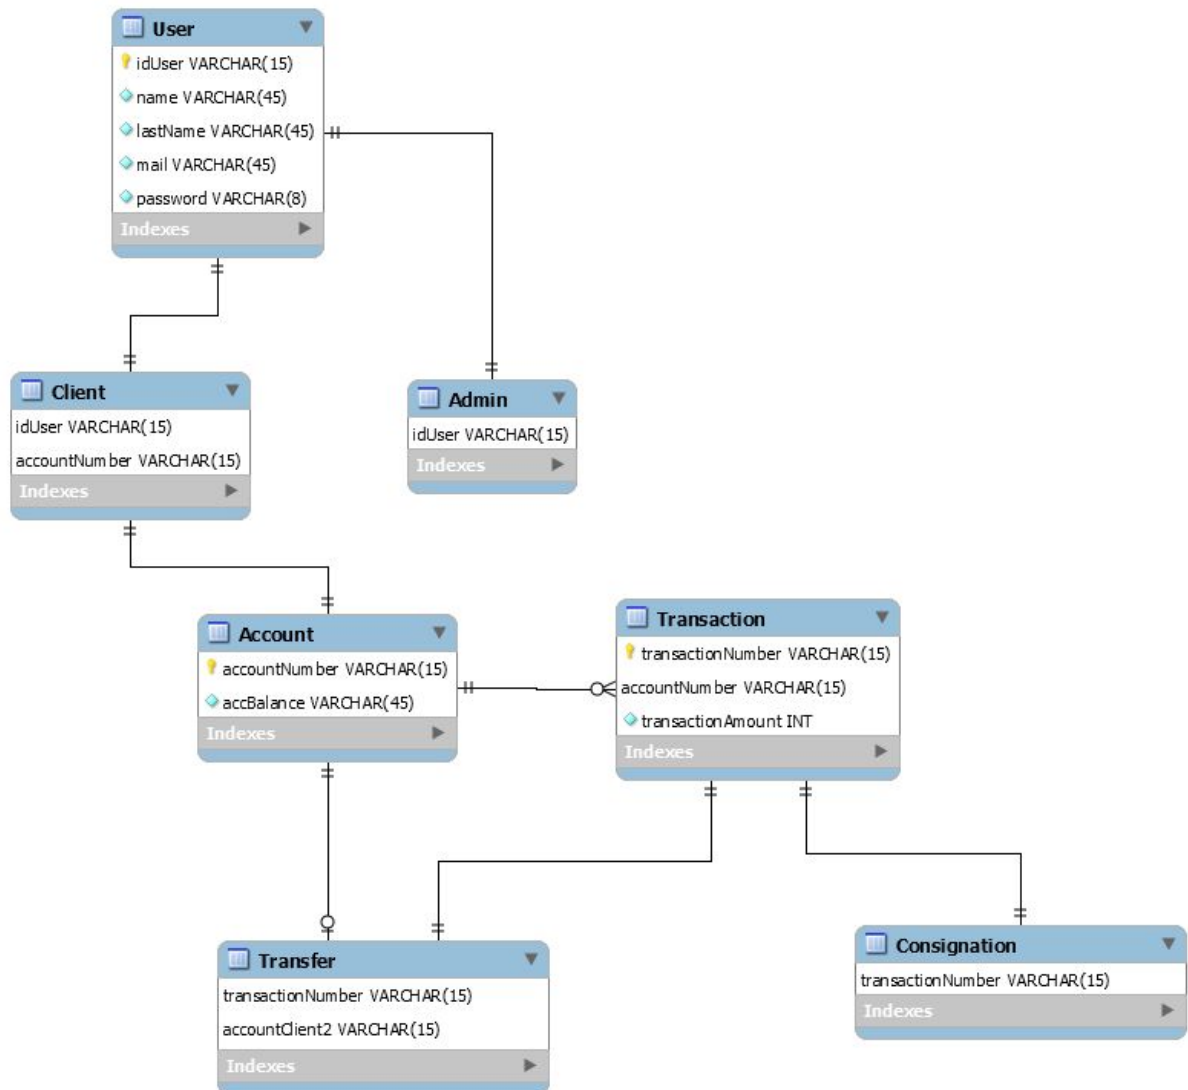 User
idUser VARCHAR(15)
name VARCHAR(45)
lastName VARCHAR(45)
mail VARCHAR(45)
password VARCHAR(8)
Indexes
Client
idUser VARCHAR(15)
accountNumber VARCHAR(15)
Indexes
Admin
idUser VARCHAR(15)
Indexes
Account
accountNumber VARCHAR(15)
accBalance VARCHAR(45)
Indexes
Transaction
transactionNumber VARCHAR(15)
accountNumber VARCHAR(15)
transactionAmount INT
Indexes
Transfer
transactionNumber VARCHAR(15)
accountClient2 VARCHAR(15)
Indexes
Consignation
transactionNumber VARCHAR(15)
Indexes